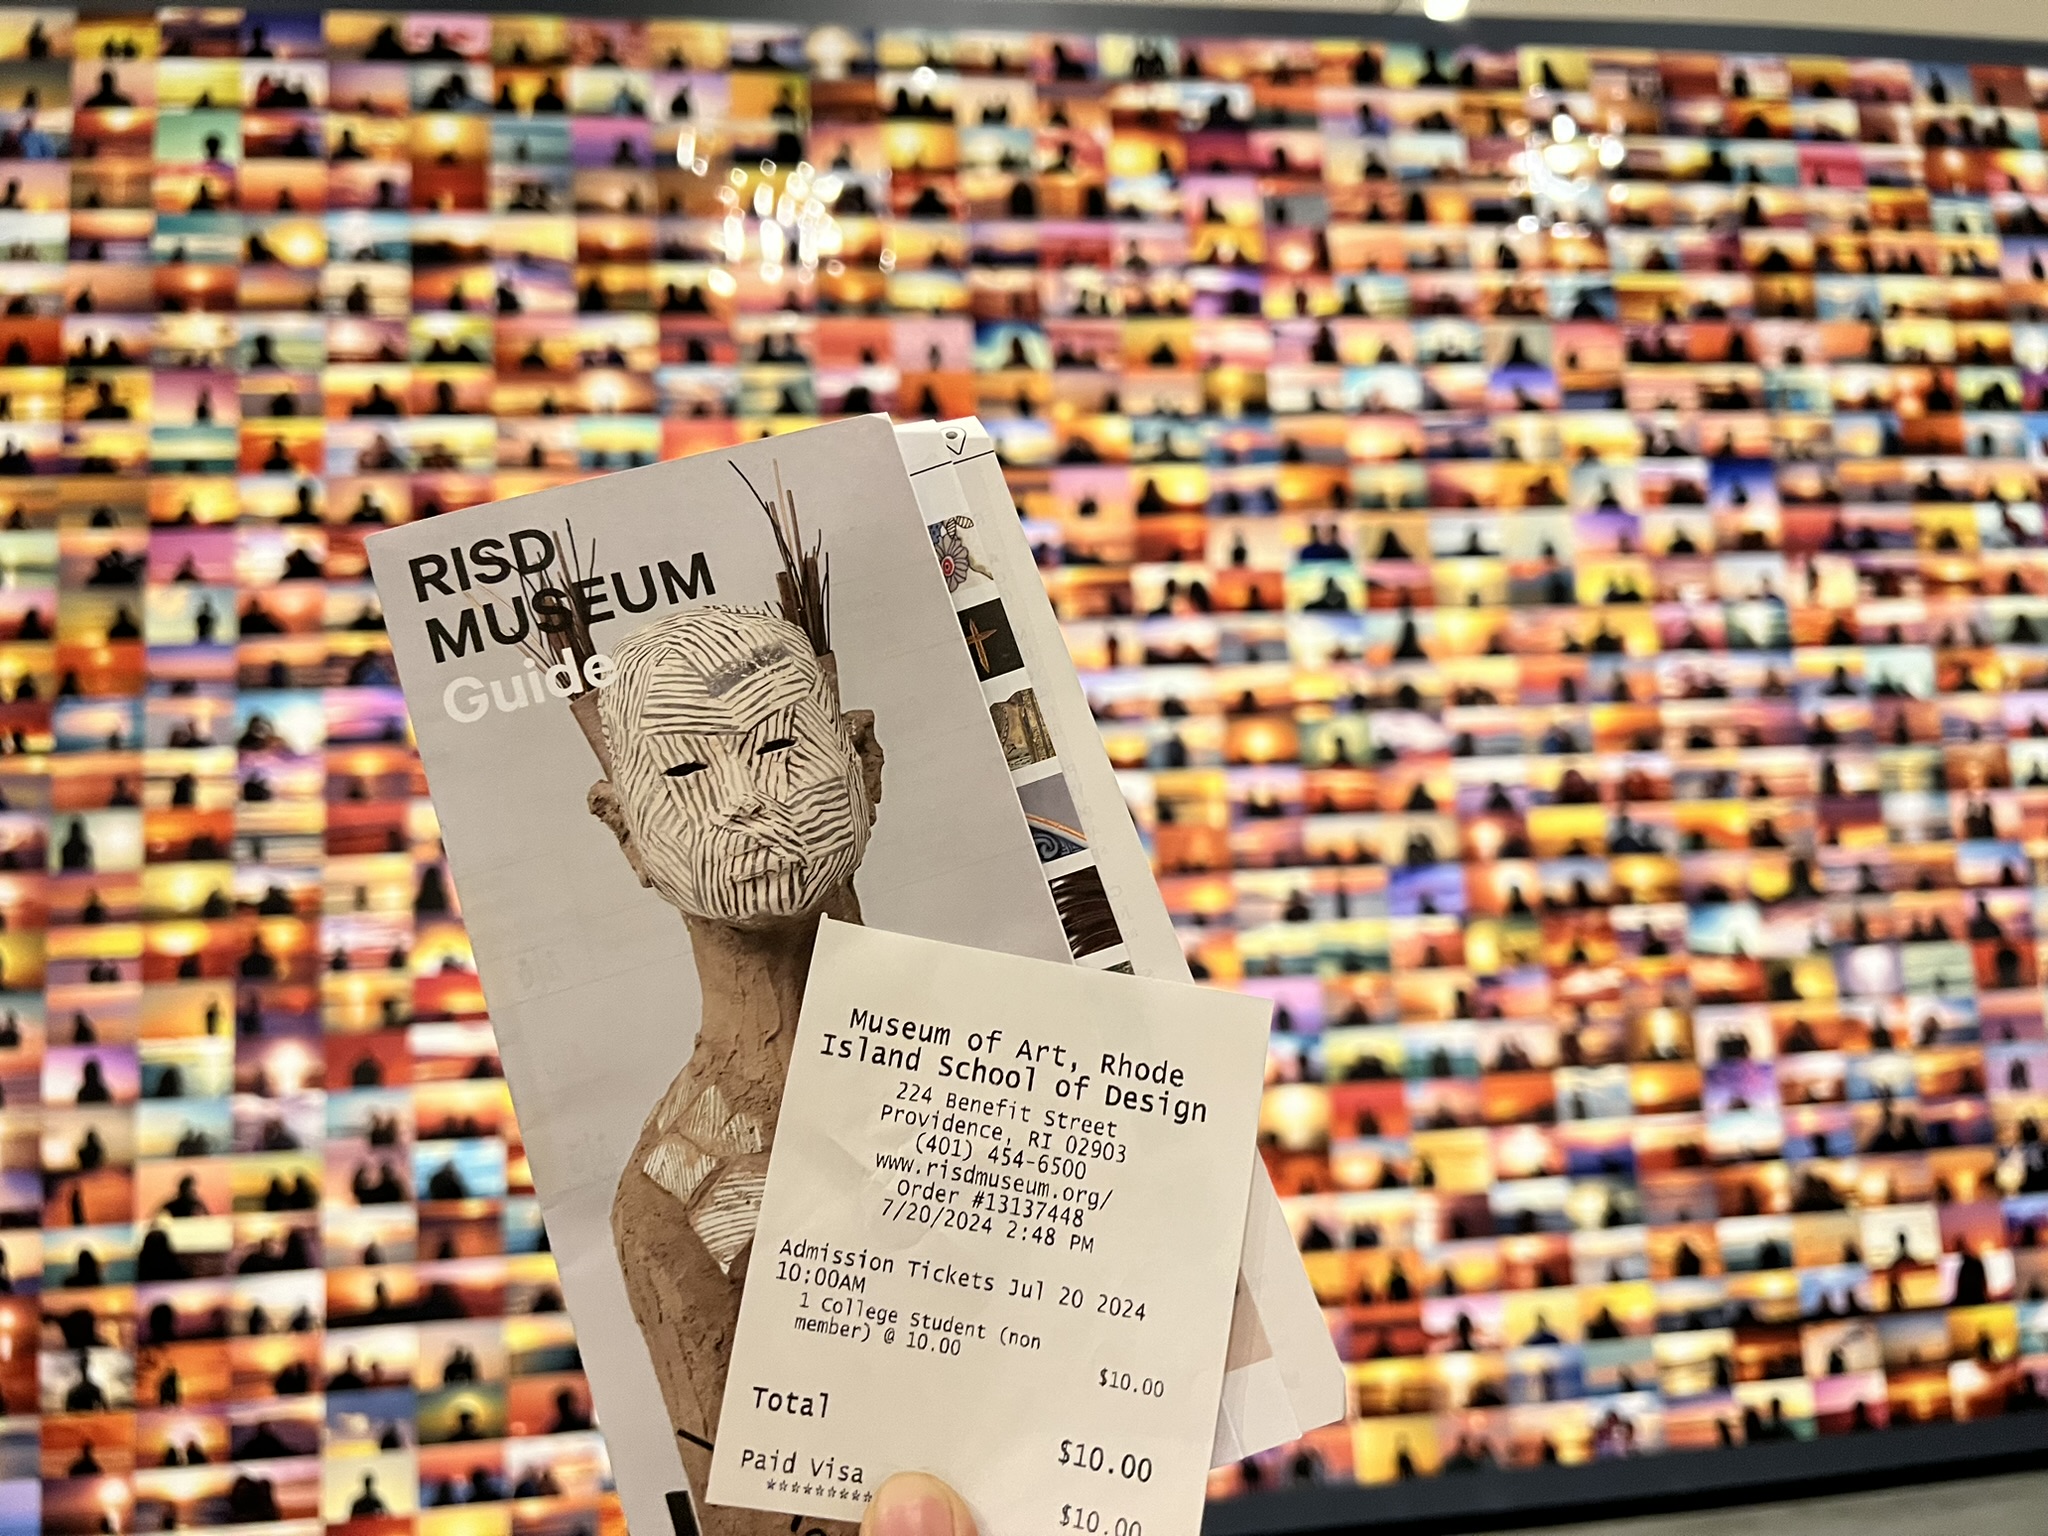 RISD
MUSEUM
Guide
Museum of Art, Rhode
Island School of Design
224 Benefit Street
Providence, RI 02903
(401) 454-6500
www.risdmuseum.org/
Order #13137448
7/20/2024 2:48 PM
Admission Tickets Jul 20 2024
10:00AM
1 College Student (non
member) @ 10.00
$10.00
Total
$10.00
Paid Visa
*********
$10.00